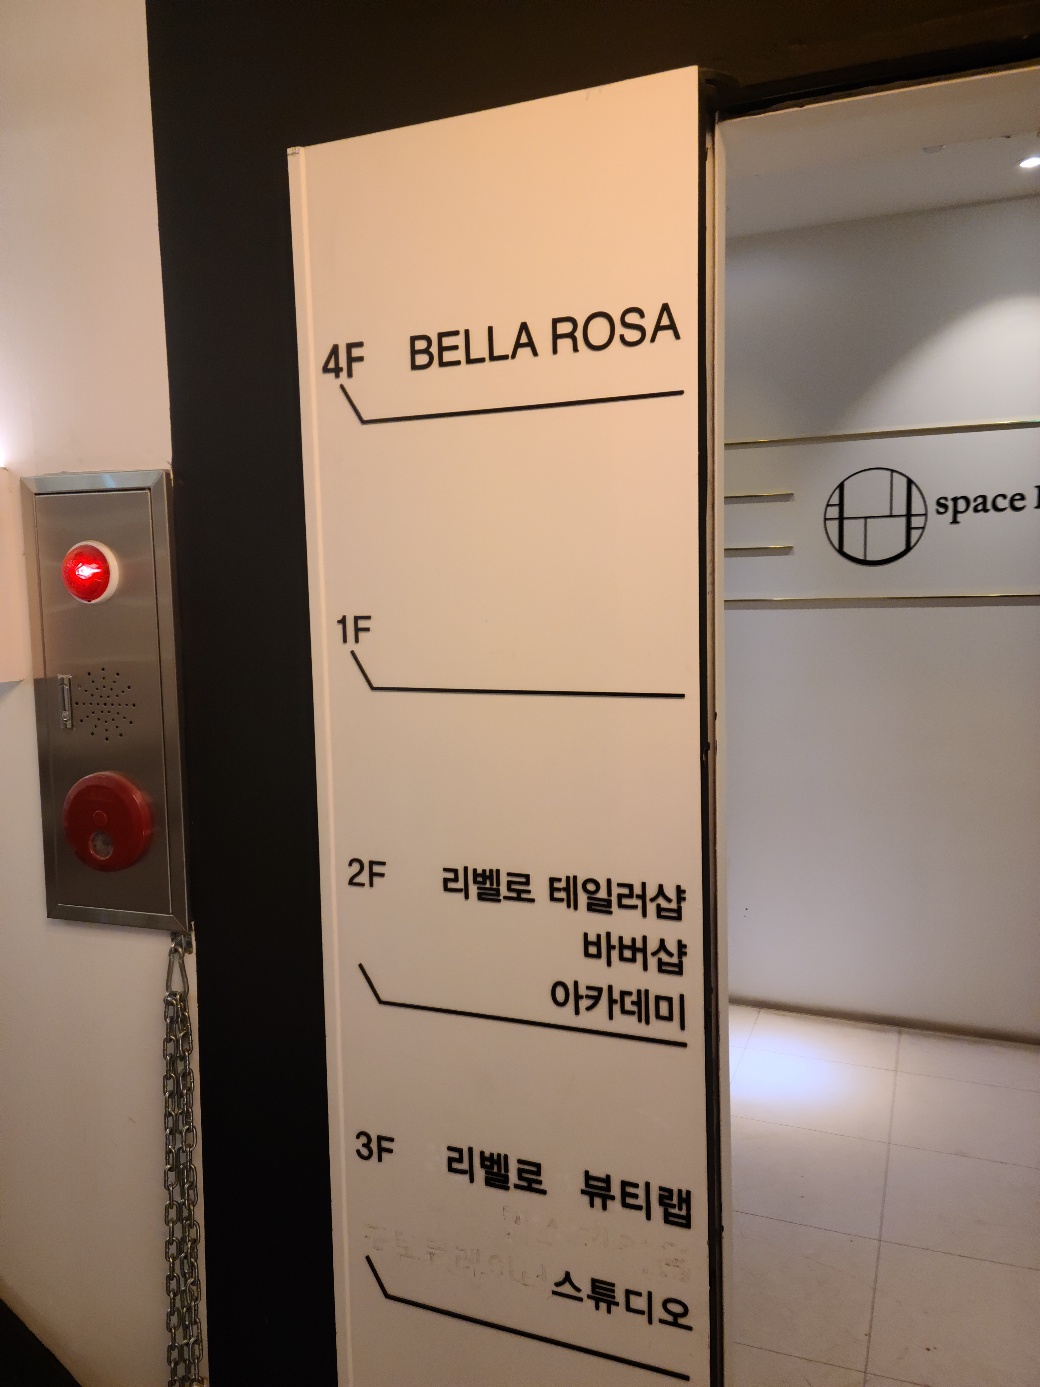 4F BELLA ROSA
space
1F
2F 리벨로 테일러샵
바버샵
아카데미
3F 리벨로 뷰티랩
스튜디오